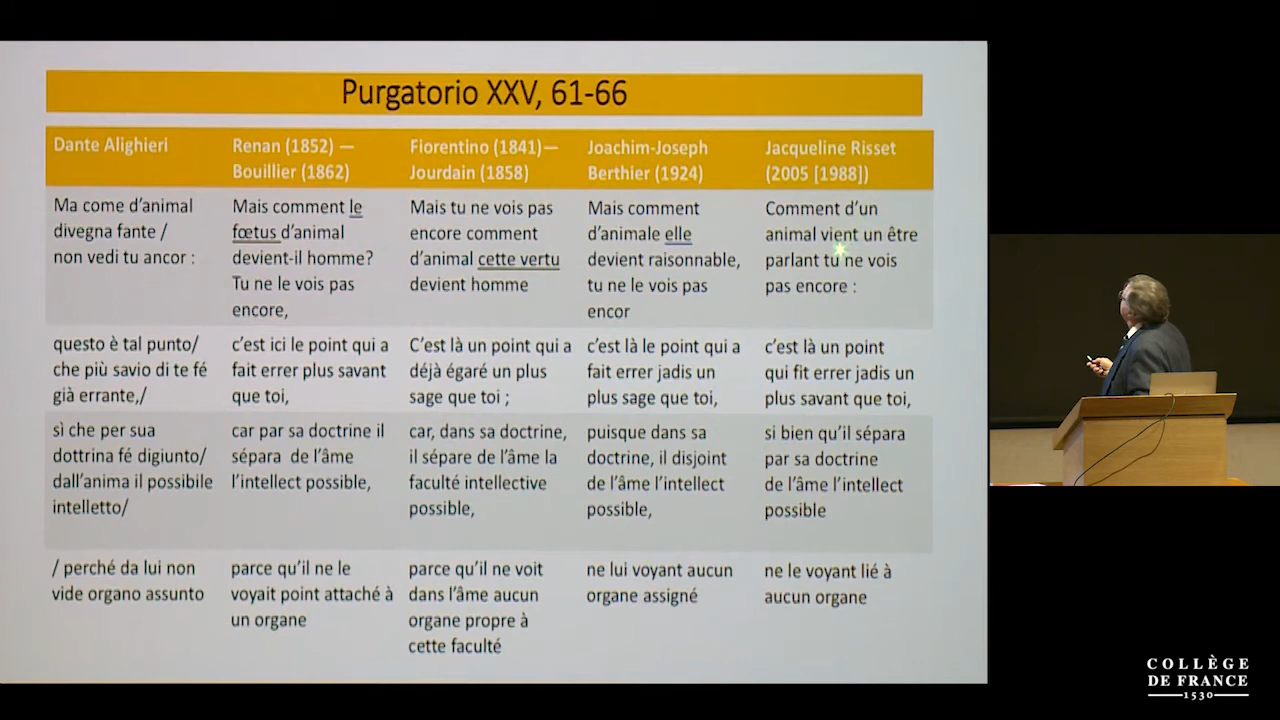 Purgatorio XXV, 61-66
Dante Alighieri
Renan (1852) —
Bouillier (1862)
Fiorentino (1841)—
Jourdain (1858)
Joachim-Joseph
Berthier (1924)
Jacqueline Risset
(2005 [1988])
Ma come d’animal
divegna fante /
non vedi tu ancor :
Mais comment le
fœtus d’animal
devient-il homme?
Tu ne le vois pas
encore,
Mais tu ne vois pas
encore comment
d’animal cette vertu
devient homme
Mais comment
d’animale elle
devient raisonnable,
tu ne le vois pas
encor
Comment d’un
animal vient un être
parlant tu ne vois
pas encore :
questo è tal punto/
che più savio di te fé
già errante,/
c’est ici le point qui a
fait errer plus savant
que toi,
C’est là un point qui a
déjà égaré un plus
sage que toi ;
c’est là le point qui a
fait errer jadis un
plus sage que toi,
c’est là un point
qui fit errer jadis un
plus savant que toi,
sì che per sua
dottrina fé digiunto/
dall’anima il possibile
intelletto/
car par sa doctrine il
sépara de l’âme
l’intellect possible,
car, dans sa doctrine,
il sépare de l’âme la
faculté intellective
possible,
puisque dans sa
doctrine, il disjoint
de l’âme l’intellect
possible,
si bien qu’il sépara
par sa doctrine
de l’âme l’intellect
possible
/ perché da lui non
vide organo assunto
parce qu’il ne le
voyait point attaché à
un organe
parce qu’il ne voit
dans l’âme aucun
organe propre à
cette faculté
ne lui voyant aucun
organe assigné
ne le voyant lié à
aucun organe
COLLÈGE
DE FRANCE
1530